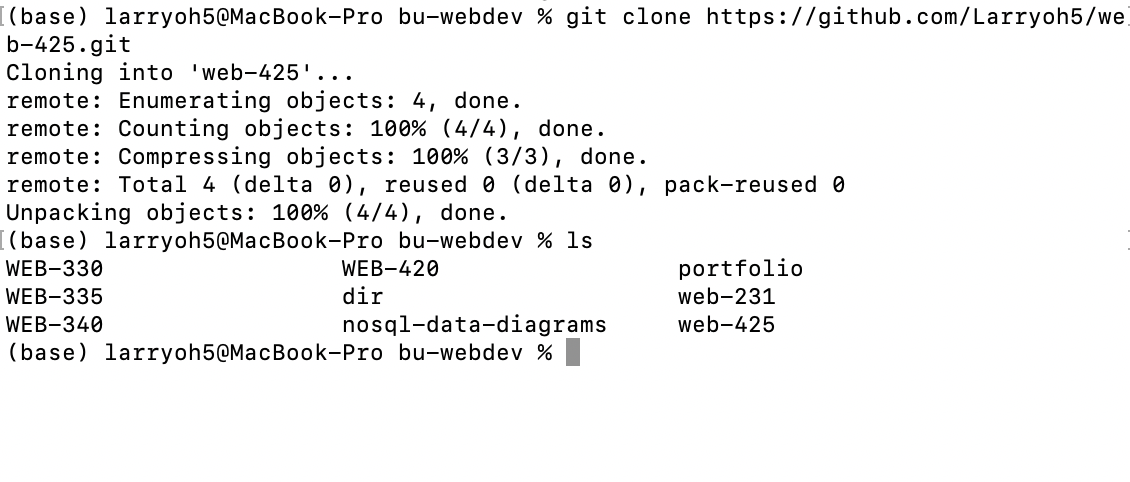 (base) larryoh5@MacBook-Pro bu-webdev % git clone https://github.com/Larryoh5/we
b-425.git
Cloning into 'web-425'...
remote: Enumerating objects: 4, done.
remote: Counting objects: 100% (4/4), done.
remote: Compressing objects: 100% (3/3), done.
remote: Total 4 (delta 0), reused 0 (delta 0), pack-reused 0
Unpacking objects: 100% (4/4), done.
(base) larryoh5@MacBook-Pro bu-webdev % ls
WEB-330 WEB-420 portfolio
WEB-335 dir web-231
WEB-340 nosql-data-diagrams web-425
(base) larryoh5@MacBook-Pro bu-webdev %